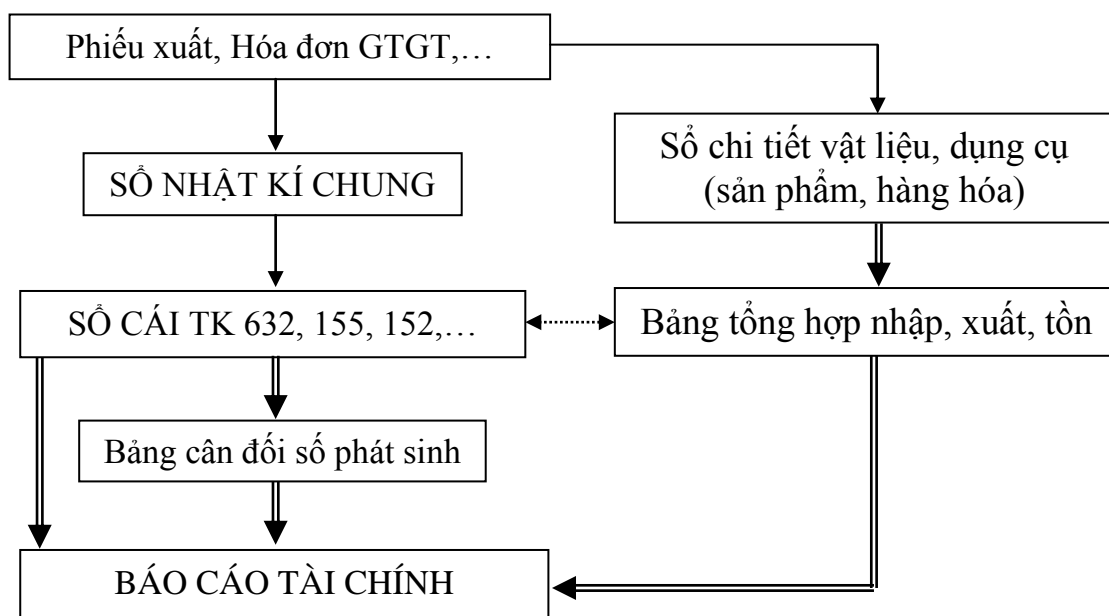 Phiếu xuất, Hóa đơn GTGT,…
SỔ NHẬT KÍ CHUNG
Sổ chi tiết vật liệu, dụng cụ
(sản phẩm, hàng hóa)
SỔ CÁI TK 632, 155, 152,…
Bảng tổng hợp nhập, xuất, tồn
Bảng cân đối số phát sinh
BÁO CÁO TÀI CHÍNH